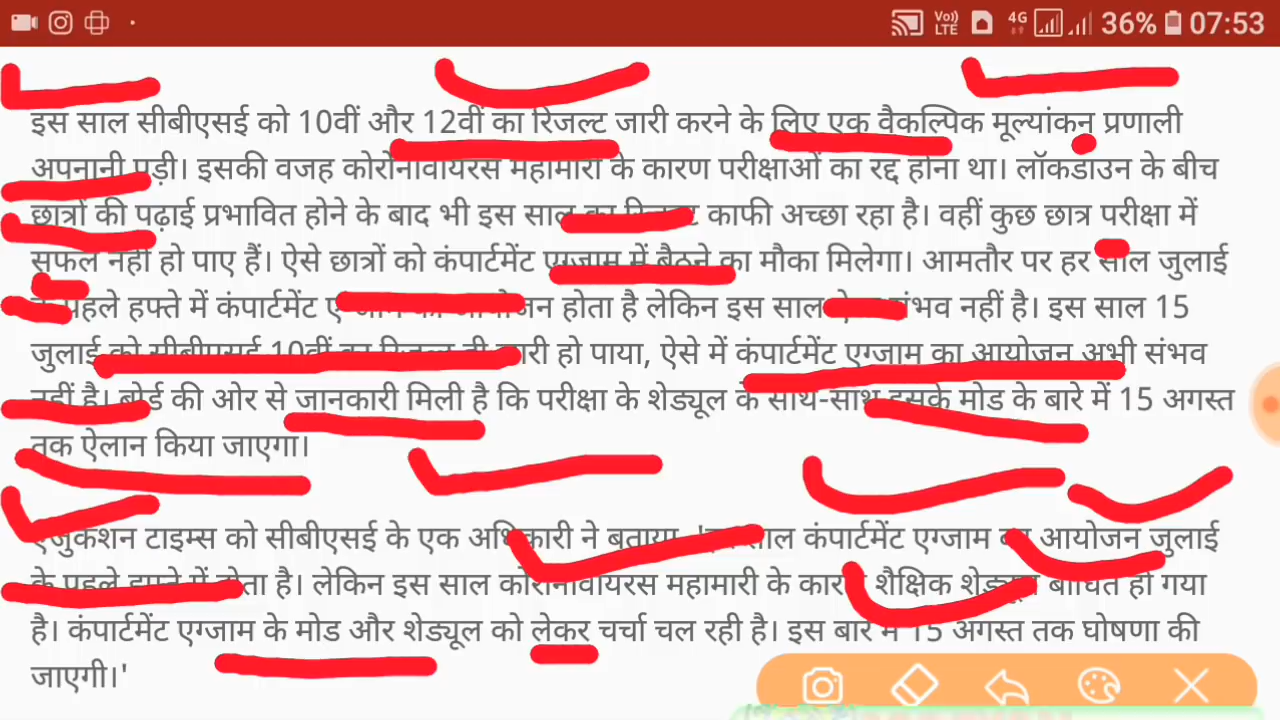 Vo)) 4G 36% 07:53
LTE
इस साल सीबीएसई को 10वीं और 12वीं का रिजल्ट जारी करने के लिए एक वैकल्पिक मूल्यांकन प्रणाली
अपनानी पड़ी। इसकी वजह कोरोनावायरस महामारी के कारण परीक्षाओं का रद्द होना था। लॉकडाउन के बीच
छात्रों की पढ़ाई प्रभावित होने के बाद भी इस साल का रिजल्ट काफी अच्छा रहा है। वहीं कुछ छात्र परीक्षा में
सफल नहीं हो पाए हैं। ऐसे छात्रों को कंपार्टमेंट एग्जाम में बैठने का मौका मिलेगा। आमतौर पर हर साल जुलाई
के पहले हफ्ते में कंपार्टमेंट एग्जाम का आयोजन होता है लेकिन इस साल संभव नहीं है। इस साल 15
जुलाई को सीबीएसई 10वीं का रिजल्ट ही जारी हो पाया, ऐसे में कंपार्टमेंट एग्जाम का आयोजन अभी संभव
नहीं है। बोर्ड की ओर से जानकारी मिली है कि परीक्षा के शेड्यूल के साथ-साथ इसके मोड के बारे में 15 अगस्त
तक ऐलान किया जाएगा।
एजुकेशन टाइम्स को सीबीएसई के एक अधिकारी ने बताया, 'हर साल कंपार्टमेंट एग्जाम का आयोजन जुलाई
के पहले हफ्ते में होता है। लेकिन इस साल कोरोनावायरस महामारी के कारण शैक्षिक शेड्यूल बाधित हो गया
है। कंपार्टमेंट एग्जाम के मोड और शेड्यूल को लेकर चर्चा चल रही है। इस बारे में 15 अगस्त तक घोषणा की
जाएगी।'